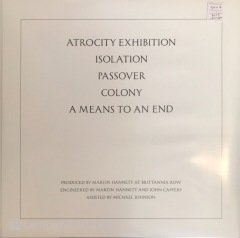 ATROCITY EXHIBITION
ISOLATION
PASSOVER
COLONY
A MEANS TO AN END
PRODUCED BY MARTIN HANNETT AT BRITTANNIA ROW
ENGINEERED BY MARTIN HANNETT AND JOHN CAFFERY
ASSISTED BY MICHAEL JOHNSON